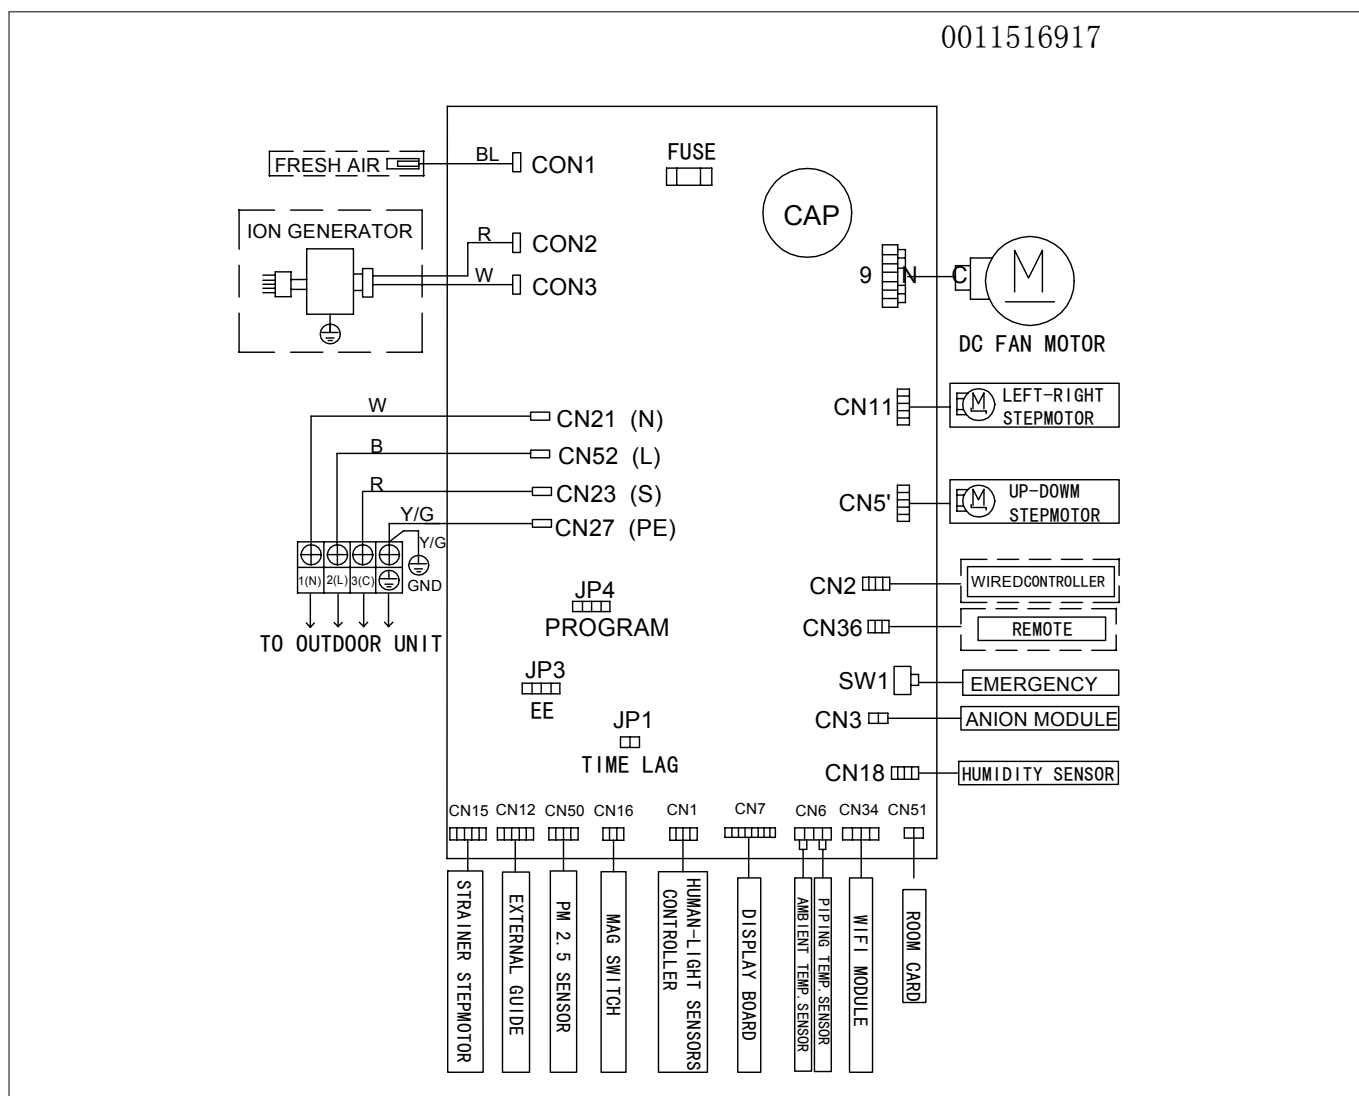 0011516917
FRESH AIR
BL
CON1
FUSE
CAP
ION GENERATOR
R
CON2
W
CON3
9 N C
M
DC FAN MOTOR
W
CN21 (N)
B
CN52 (L)
R
CN23 (S)
Y/G
CN27 (PE)
Y/G
GND
1(N)
2(L)
3(C)
TO OUTDOOR UNIT
CN11
M
LEFT-RIGHT
STEPMOTOR
CN5'
M
UP-DOWM
STEPMOTOR
CN2
WIREDCONTROLLER
CN36
REMOTE
SW1
EMERGENCY
CN3
ANION MODULE
CN18
HUMIDITY SENSOR
JP4
PROGRAM
JP3
EE
JP1
TIME LAG
CN15
CN12
CN50
CN16
CN1
CN7
CN6
CN34
CN51
STRAINER STEPMOTOR
EXTERNAL GUIDE
PM 2.5 SENSOR
MAG SWITCH
HUMAN-LIGHT SENSORS
CONTROLLER
DISPLAY BOARD
AMBIENT TEMP.SENSOR
PIPING TEMP.SENSOR
WIFI MODULE
ROOM CARD